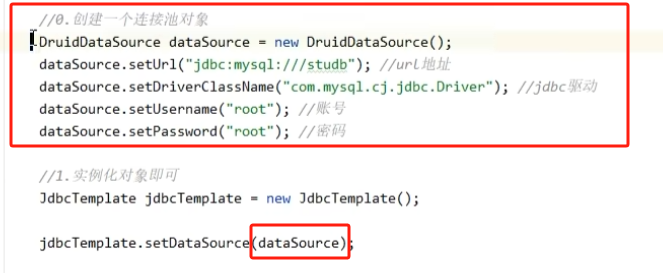 //0.创建一个连接池对象
DruidDataSource dataSource = new DruidDataSource();
dataSource.setUrl("jdbc:mysql:///studb"); //url地址
dataSource.setDriverClassName("com.mysql.cj.jdbc.Driver"); //jdbc驱动
dataSource.setUsername("root"); //账号
dataSource.setPassword("root"); //密码
//1.实例化对象即可
JdbcTemplate jdbcTemplate = new JdbcTemplate();
jdbcTemplate.setDataSource(dataSource);